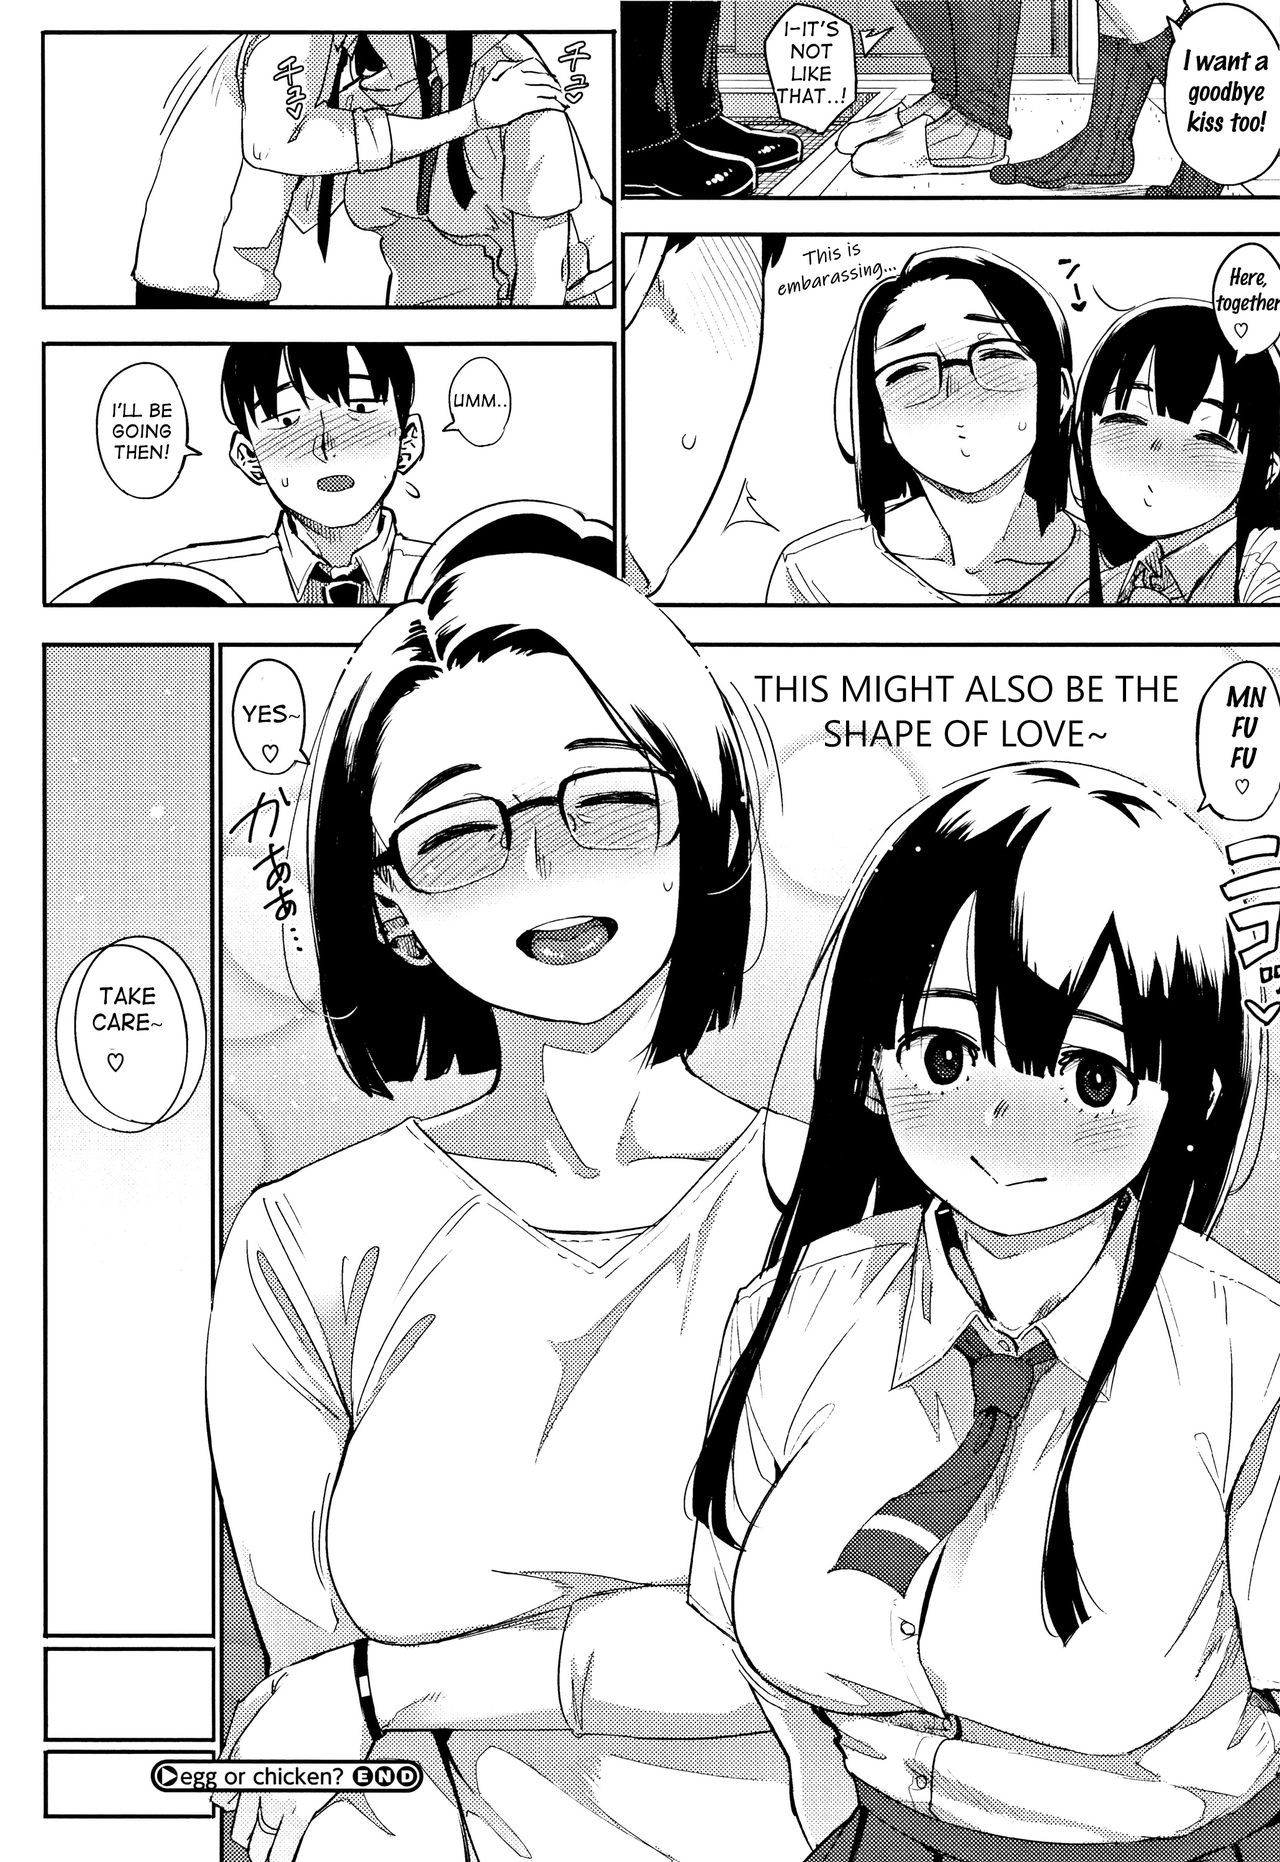 I want a
goodbye
kiss too!
I-IT'S
NOT
LIKE
THAT..!
Here,
together
♡
This is
embarassing...
チュ♡
チュ♡
UMM..
I'LL BE
GOING
THEN!
MN
FU
FU
♡
THIS MIGHT ALSO BE THE
SHAPE OF LOVE~
YES~
♡
かあぁ...
TAKE
CARE~
♡
egg or chicken? END